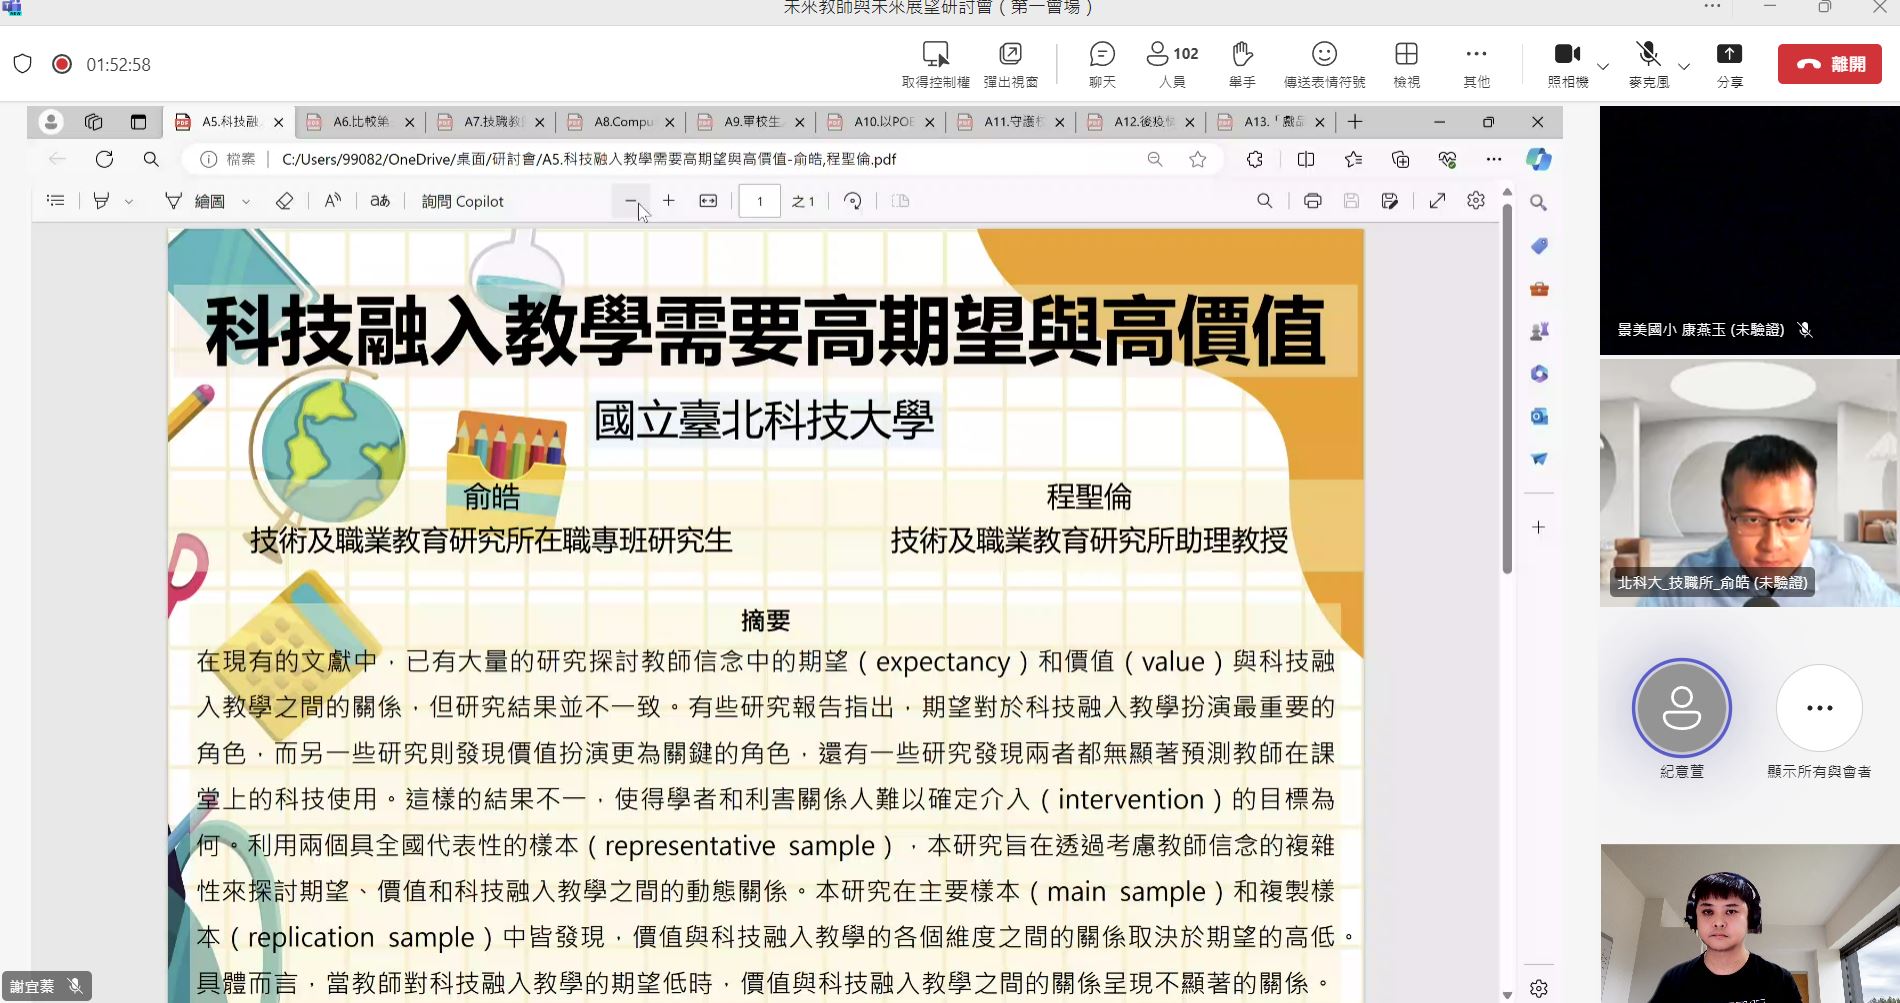 未來教師與未來展望研討會（第一會場）
01:52:58
取得控制權
彈出視窗
聊天
102
人員
舉手
傳送表情符號
檢視
其他
照相機
麥克風
分享
離開
A5.科技融
A6.比較第
A7.技職教
A8.Compu
A9.軍校生
A10.以POE
A11.守護
A12.後疫情
A13.「戲
檔案
C:/Users/99082/OneDrive/桌面/研討會/A5.科技融入教學需要高期望與高價值-俞皓,程聖倫.pdf
繪圖
aあ
詢問 Copilot
1
之 1
科技融入教學需要高期望與高價值
國立臺北科技大學
俞皓
程聖倫
技術及職業教育研究所在職專班研究生
技術及職業教育研究所助理教授
摘要
在現有的文獻中，已有大量的研究探討教師信念中的期望（expectancy）和價值（value）與科技融
入教學之間的關係，但研究結果並不一致。有些研究報告指出，期望對於科技融入教學扮演最重要的
角色，而另一些研究則發現價值扮演更為關鍵的角色，還有一些研究發現兩者都無顯著預測教師在課
堂上的科技使用。這樣的結果不一，使得學者和利害關係人難以確定介入（intervention）的目標為
何。利用兩個具全國代表性的樣本（representative sample），本研究旨在透過考慮教師信念的複雜
性來探討期望、價值和科技融入教學之間的動態關係。本研究在主要樣本（main sample）和複製樣
本（replication sample）中皆發現，價值與科技融入教學的各個維度之間的關係取決於期望的高低。
具體而言，當教師對科技融入教學的期望低時，價值與科技融入教學之間的關係呈現不顯著的關係。
景美國小 康燕玉 (未驗證)
北科大_技職所_俞皓 (未驗證)
紀意萱
顯示所有與會者
謝宜蓁